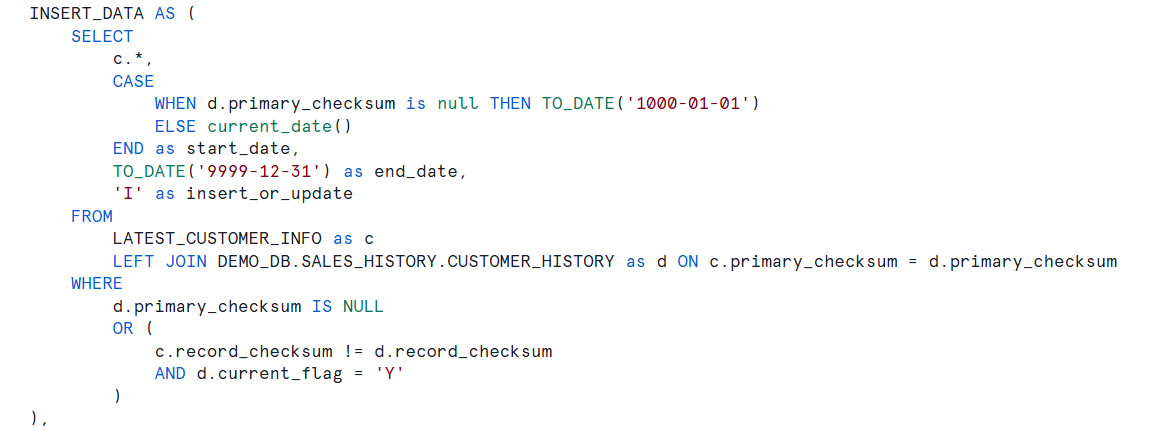 INSERT_DATA AS (
SELECT
c.*,
CASE
WHEN d.primary_checksum is null THEN TO_DATE('1000-01-01')
ELSE current_date()
END as start_date,
TO_DATE('9999-12-31') as end_date,
'I' as insert_or_update
FROM
LATEST_CUSTOMER_INFO as c
LEFT JOIN DEMO_DB.SALES_HISTORY.CUSTOMER_HISTORY as d ON c.primary_checksum = d.primary_checksum
WHERE
d.primary_checksum IS NULL
OR (
c.record_checksum != d.record_checksum
AND d.current_flag = 'Y'
)
),